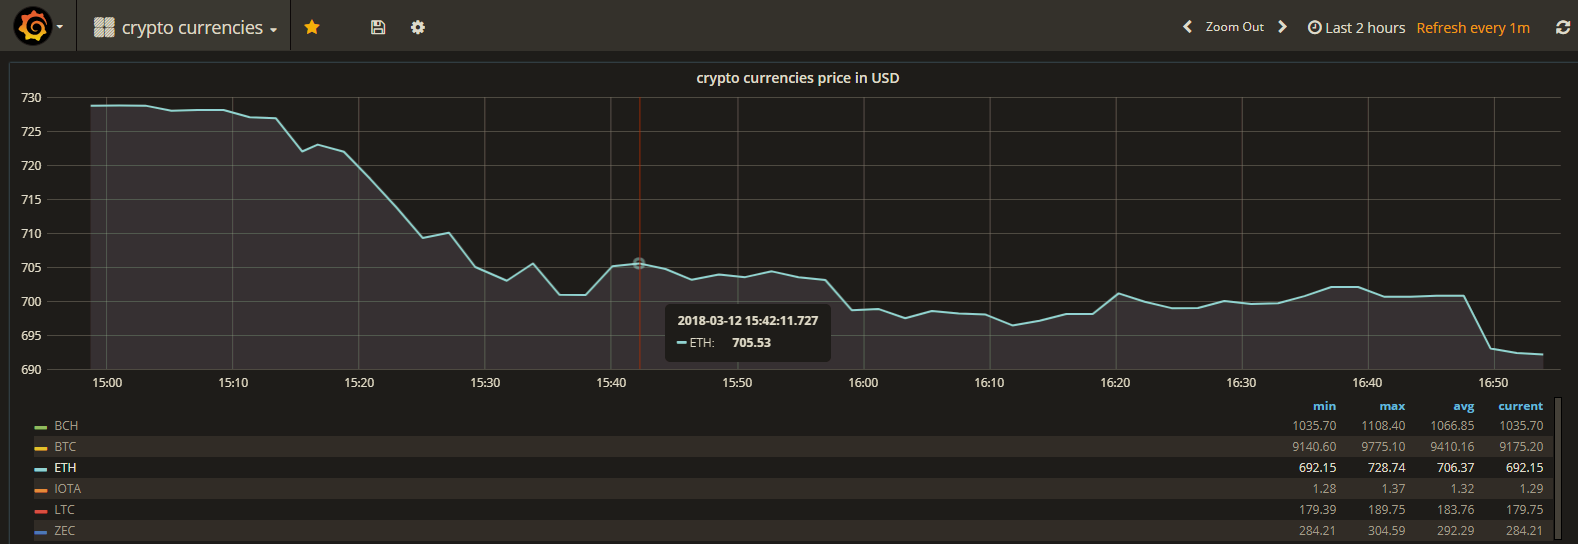 crypto currencies
Zoom Out Last 2 hours Refresh every 1m
crypto currencies price in USD
730
725
720
715
710
705
700
695
690
2018-03-12 15:42:11.727
ETH: 705.53
15:00 15:10 15:20 15:30 15:40 15:50 16:00 16:10 16:20 16:30 16:40 16:50
min max avg current
BCH 1035.70 1108.40 1066.85 1035.70
BTC 9140.60 9775.10 9410.16 9175.20
ETH 692.15 728.74 706.37 692.15
IOTA 1.28 1.37 1.32 1.29
LTC 179.39 189.75 183.76 179.75
ZEC 284.21 304.59 292.29 284.21